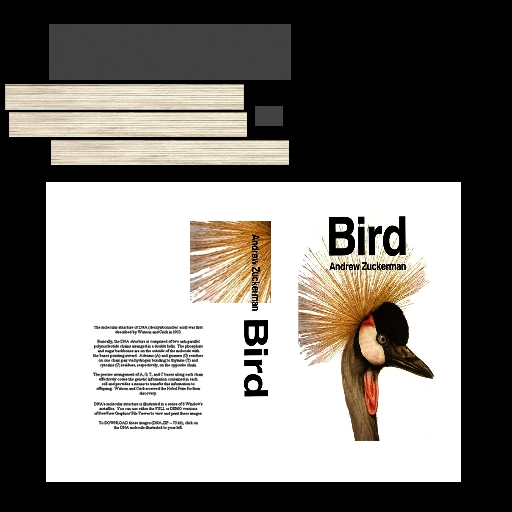 Bird
Andrew Zuckerman
Andrew Zuckerman
Bird
The molecular structure of DNA (deoxyribonucleic acid) was first
described by Watson and Crick in 1953.
Basically, the DNA structure is comprised of two anti-parallel
polynucleotide chains arranged in a double helix. The phosphate
and sugar backbones are on the outside of the molecule with
the bases pointing inward. Adenine (A) and guanine (G) residues
on one chain pair via hydrogen bonding to thymine (T) and
cytosine (C) residues, respectively, on the opposite chain.
The precise arrangement of A, G, T, and C bases along each chain
effectively codes the genetic information contained in each
cell and provides a means to transfer this information to
offspring. Watson and Crick received the Nobel Prize for their
discovery.
DNA's molecular structure is illustrated in a series of 8 Window's
metafiles. You can use either the FULL or DEMO versions
of NewView Graphics' File Viewer to view and print these images.
To DOWNLOAD these images (DNA.ZIP -- 70 kb), click on
the DNA molecule illustrated to your left.